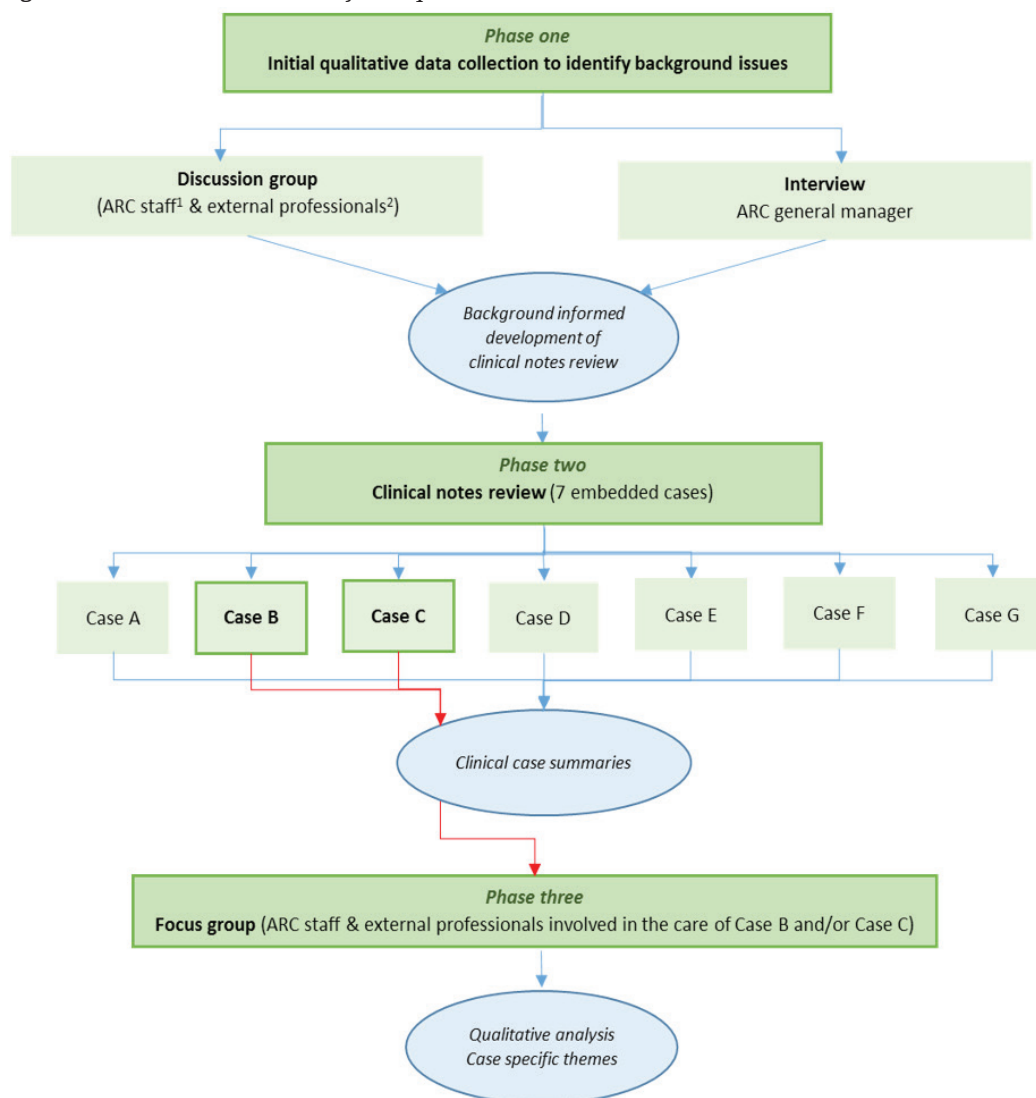 Phase one
Initial qualitative data collection to identify background issues
Discussion group
(ARC staff1 & external professionals2)
Interview
ARC general manager
Background informed
development of
clinical notes review
Phase two
Clinical notes review (7 embedded cases)
Case A
Case B
Case C
Case D
Case E
Case F
Case G
Clinical case summaries
Phase three
Focus group (ARC staff & external professionals involved in the care of Case B and/or Case C)
Qualitative analysis
Case specific themes